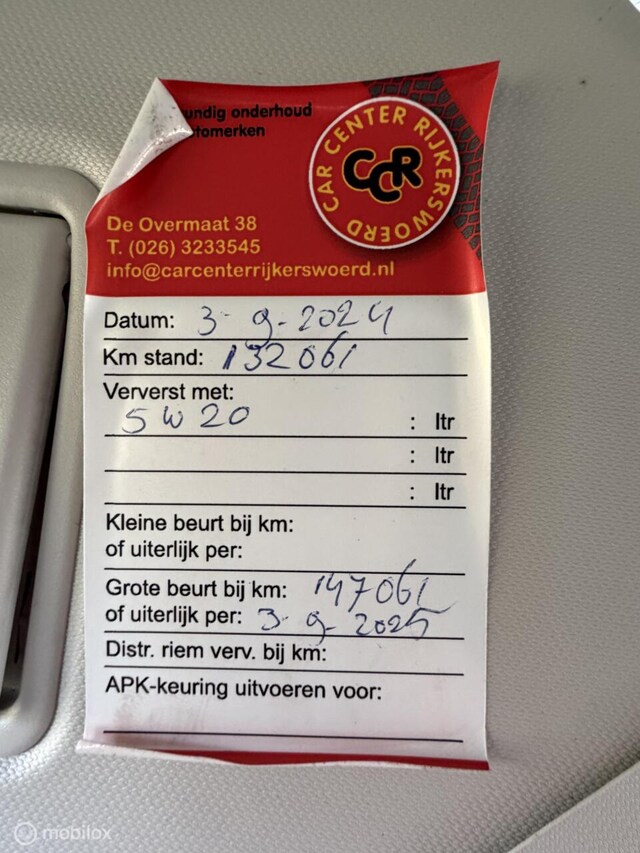 undig onderhoud
tomerken
CAR CENTER RIJKERSWOERD
CCR
De Overmaat 38
T. (026) 3233545
info@carcenterrijkerswoerd.nl
Datum: 3-9-2024
Km stand: 132061
Ververst met:
5W20 : ltr
: ltr
: ltr
Kleine beurt bij km:
of uiterlijk per:
Grote beurt bij km: 147061
of uiterlijk per: 3-9-2025
Distr. riem verv. bij km:
APK-keuring uitvoeren voor:
mobilox